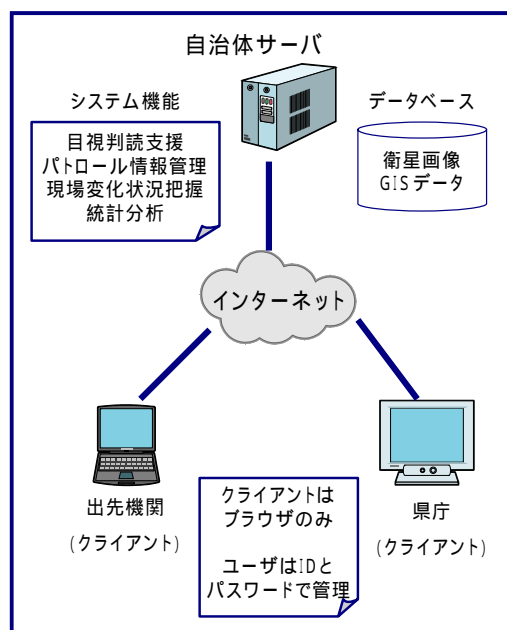 自治体サーバ
システム機能
目視判読支援
パトロール情報管理
現場変化状況把握
統計分析
データベース
衛星画像
GISデータ
インターネット
出先機関
(クライアント)
クライアントは
ブラウザのみ
ユーザはIDと
パスワードで管理
県庁
(クライアント)